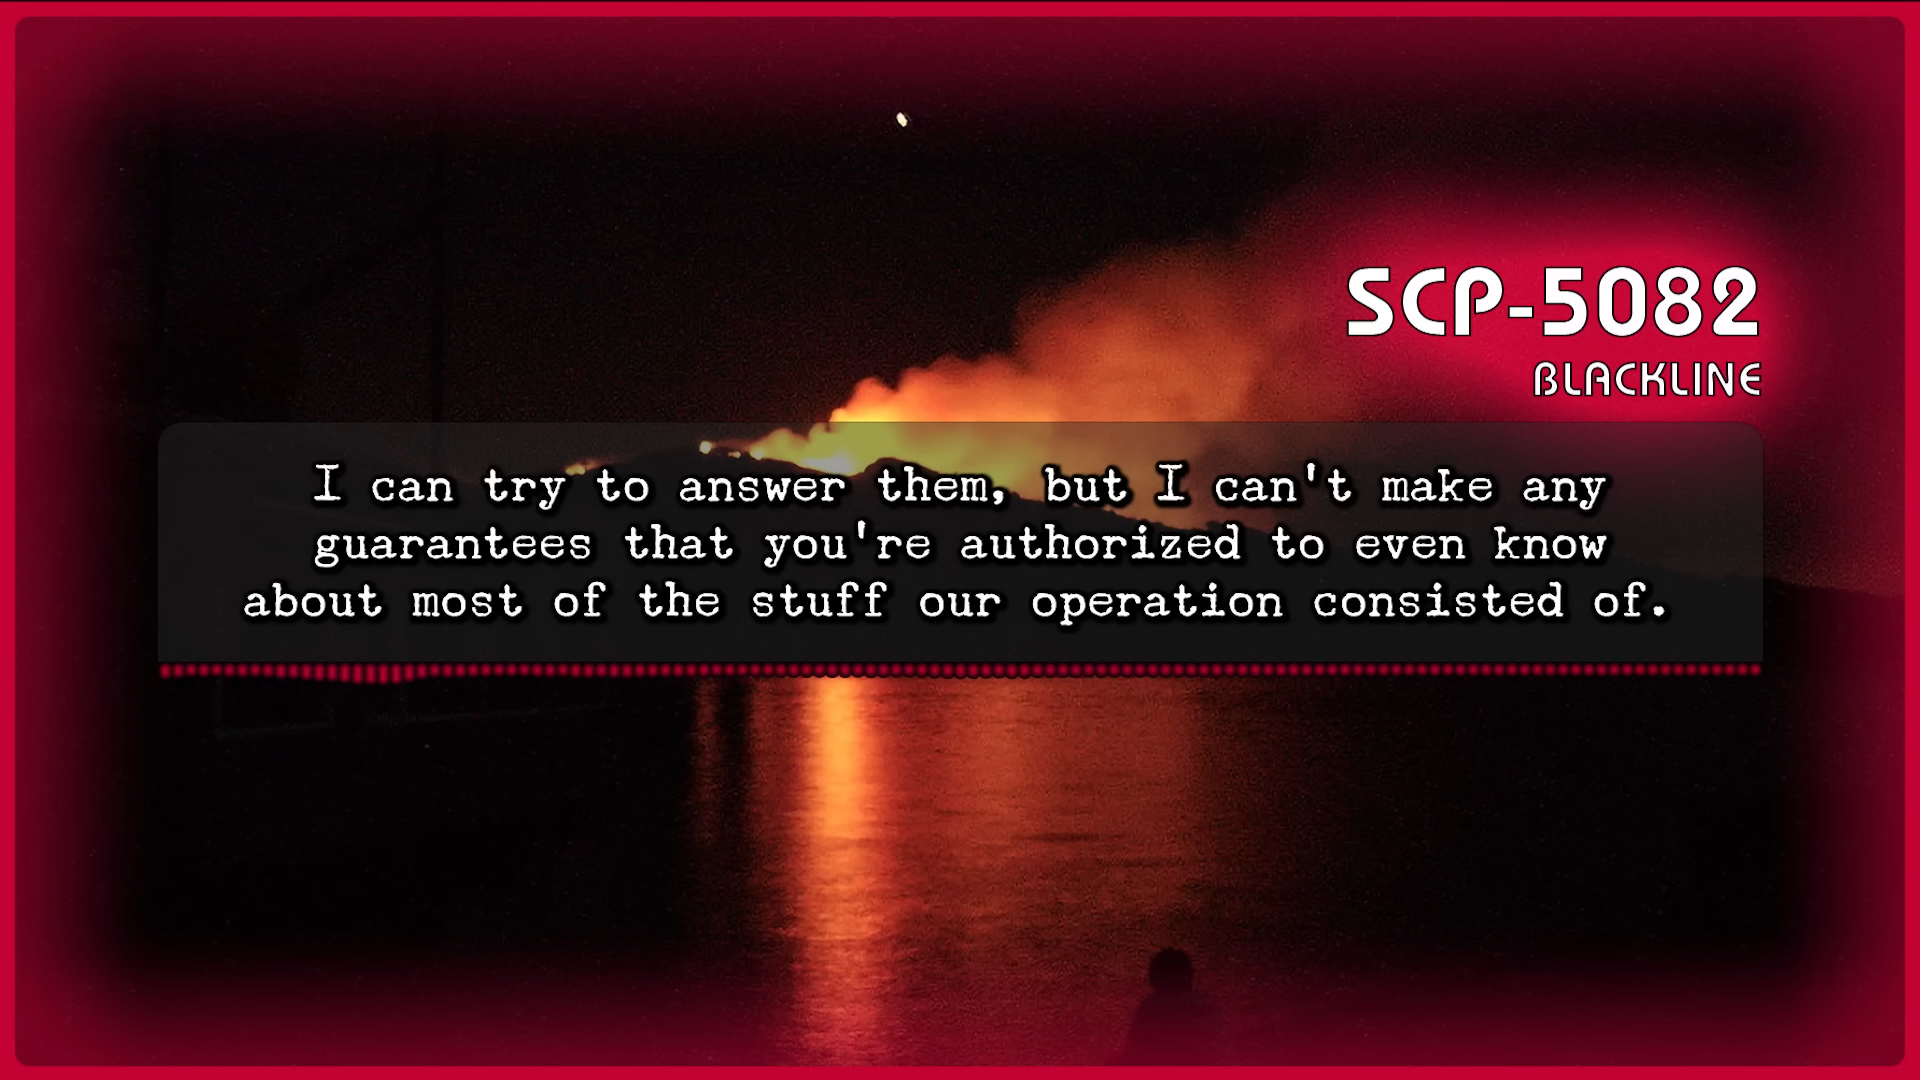 SCP-5082
BLACKLINE
I can try to answer them, but I can't make any
guarantees that you're authorized to even know
about most of the stuff our operation consisted of.